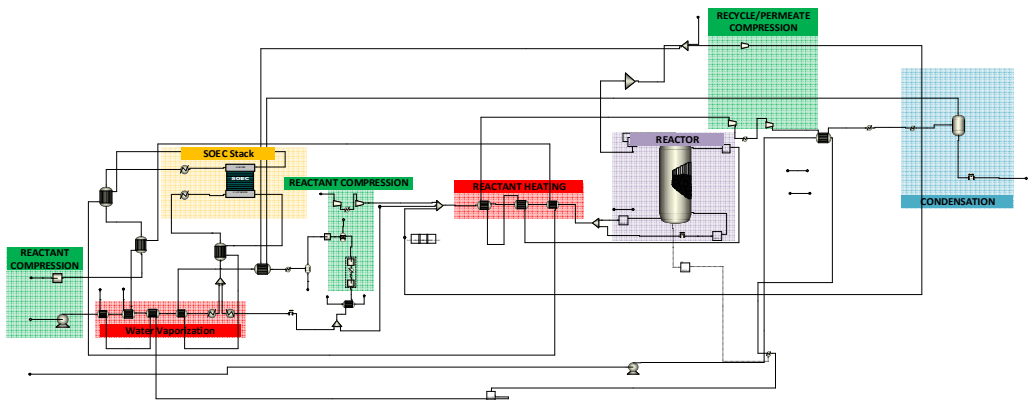 RECYCLE/PERMEATE
COMPRESSION
SOEC Stack
SOEC
REACTANT COMPRESSION
REACTOR
REACTANT HEATING
CONDENSATION
REACTANT
COMPRESSION
Water Vaporization